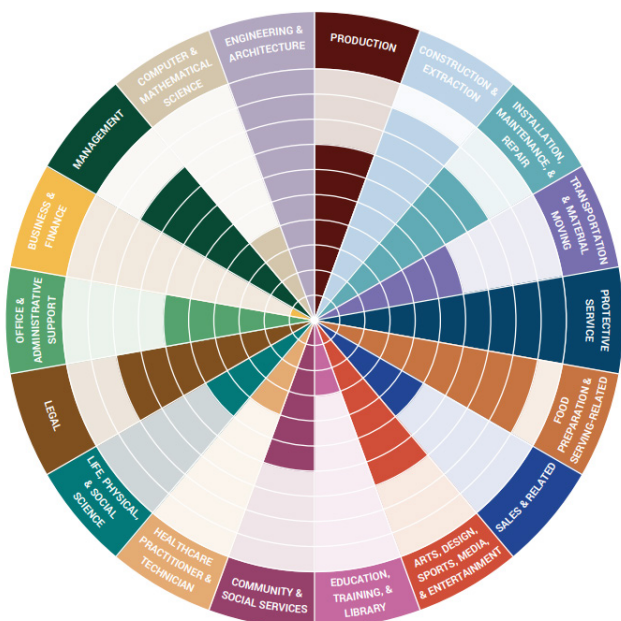 PRODUCTION
CONSTRUCTION &
EXTRACTION
INSTALLATION,
MAINTENANCE, &
REPAIR
TRANSPORTATION
& MATERIAL
MOVING
PROTECTIVE
SERVICE
FOOD
PREPARATION &
SERVING-RELATED
SALES & RELATED
ARTS, DESIGN,
SPORTS, MEDIA,
& ENTERTAINMENT
EDUCATION,
TRAINING, &
LIBRARY
COMMUNITY &
SOCIAL SERVICES
HEALTHCARE
PRACTITIONER &
TECHNICIAN
LIFE, PHYSICAL,
& SOCIAL
SCIENCE
LEGAL
OFFICE &
ADMINISTRATIVE
SUPPORT
BUSINESS &
FINANCE
MANAGEMENT
COMPUTER &
MATHEMATICAL
SCIENCE
ENGINEERING &
ARCHITECTURE